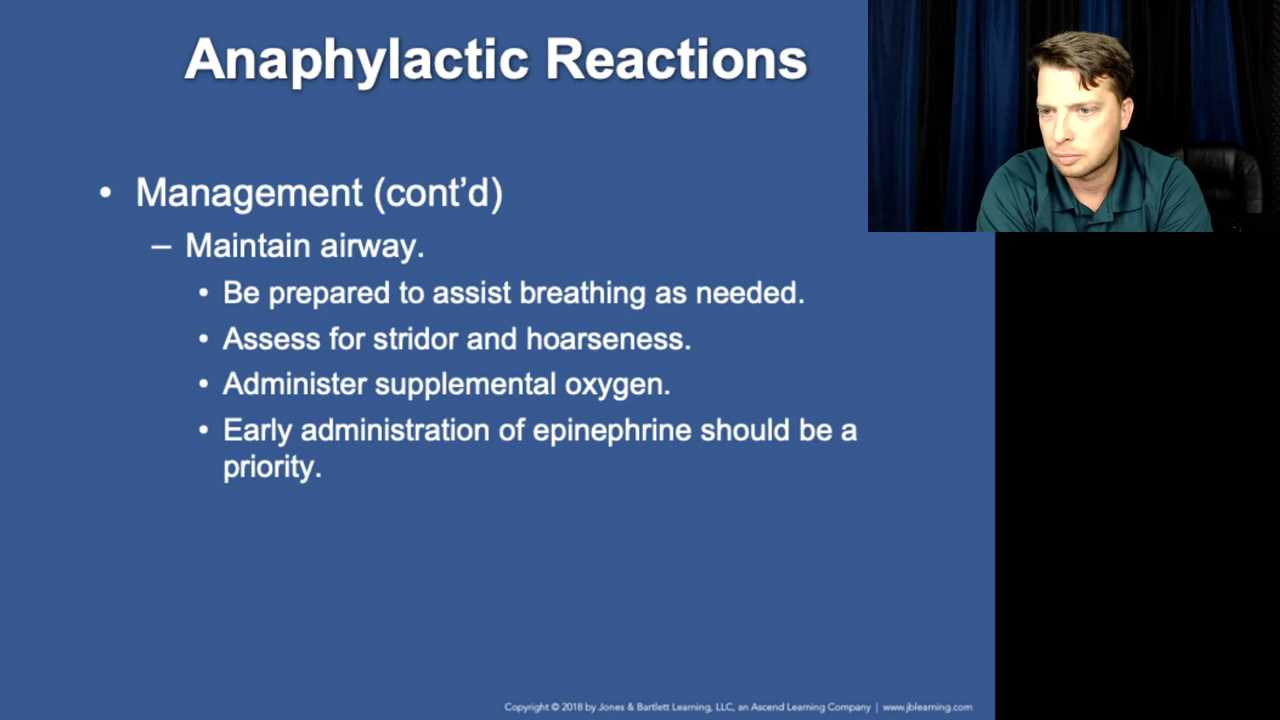 Anaphylactic Reactions
• Management (cont’d)
– Maintain airway.
• Be prepared to assist breathing as needed.
• Assess for stridor and hoarseness.
• Administer supplemental oxygen.
• Early administration of epinephrine should be a
priority.
Copyright © 2018 by Jones & Bartlett Learning, LLC, an Ascend Learning Company | www.jblearning.com